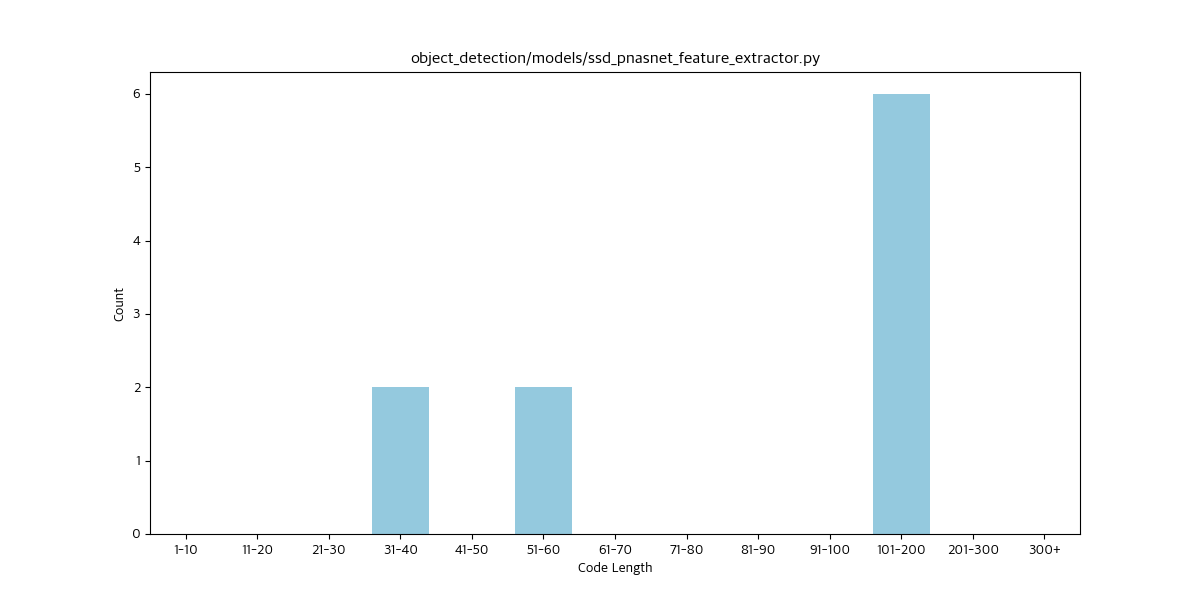 object_detection/models/ssd_pnasnet_feature_extractor.py
Count
6
5
4
3
2
1
0
1-10 11-20 21-30 31-40 41-50 51-60 61-70 71-80 81-90 91-100 101-200 201-300 300+
Code Length